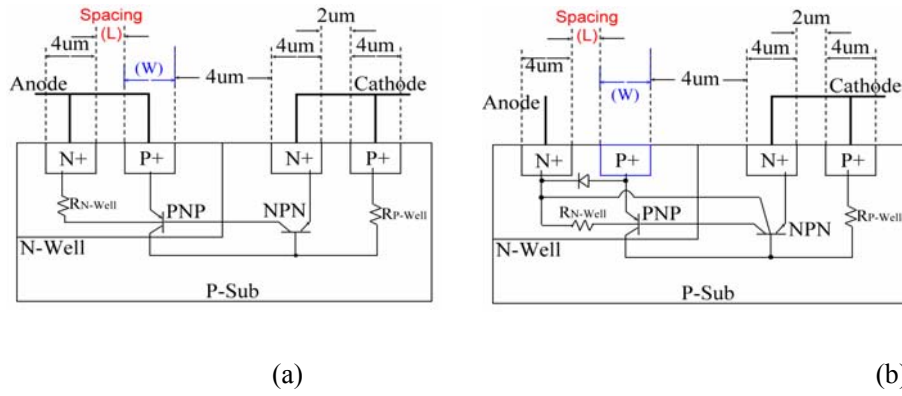 Spacing
(L)
2um
4um
(W)
4um
4um
4um
Anode
Cathode
N+
P+
N+
P+
RN-Well
PNP
NPN
RP-Well
N-Well
P-Sub
(a)
Spacing
(L)
2um
4um
(W)
4um
4um
4um
Anode
Cathode
N+
P+
N+
P+
RN-Well
PNP
NPN
RP-Well
N-Well
P-Sub
(b)